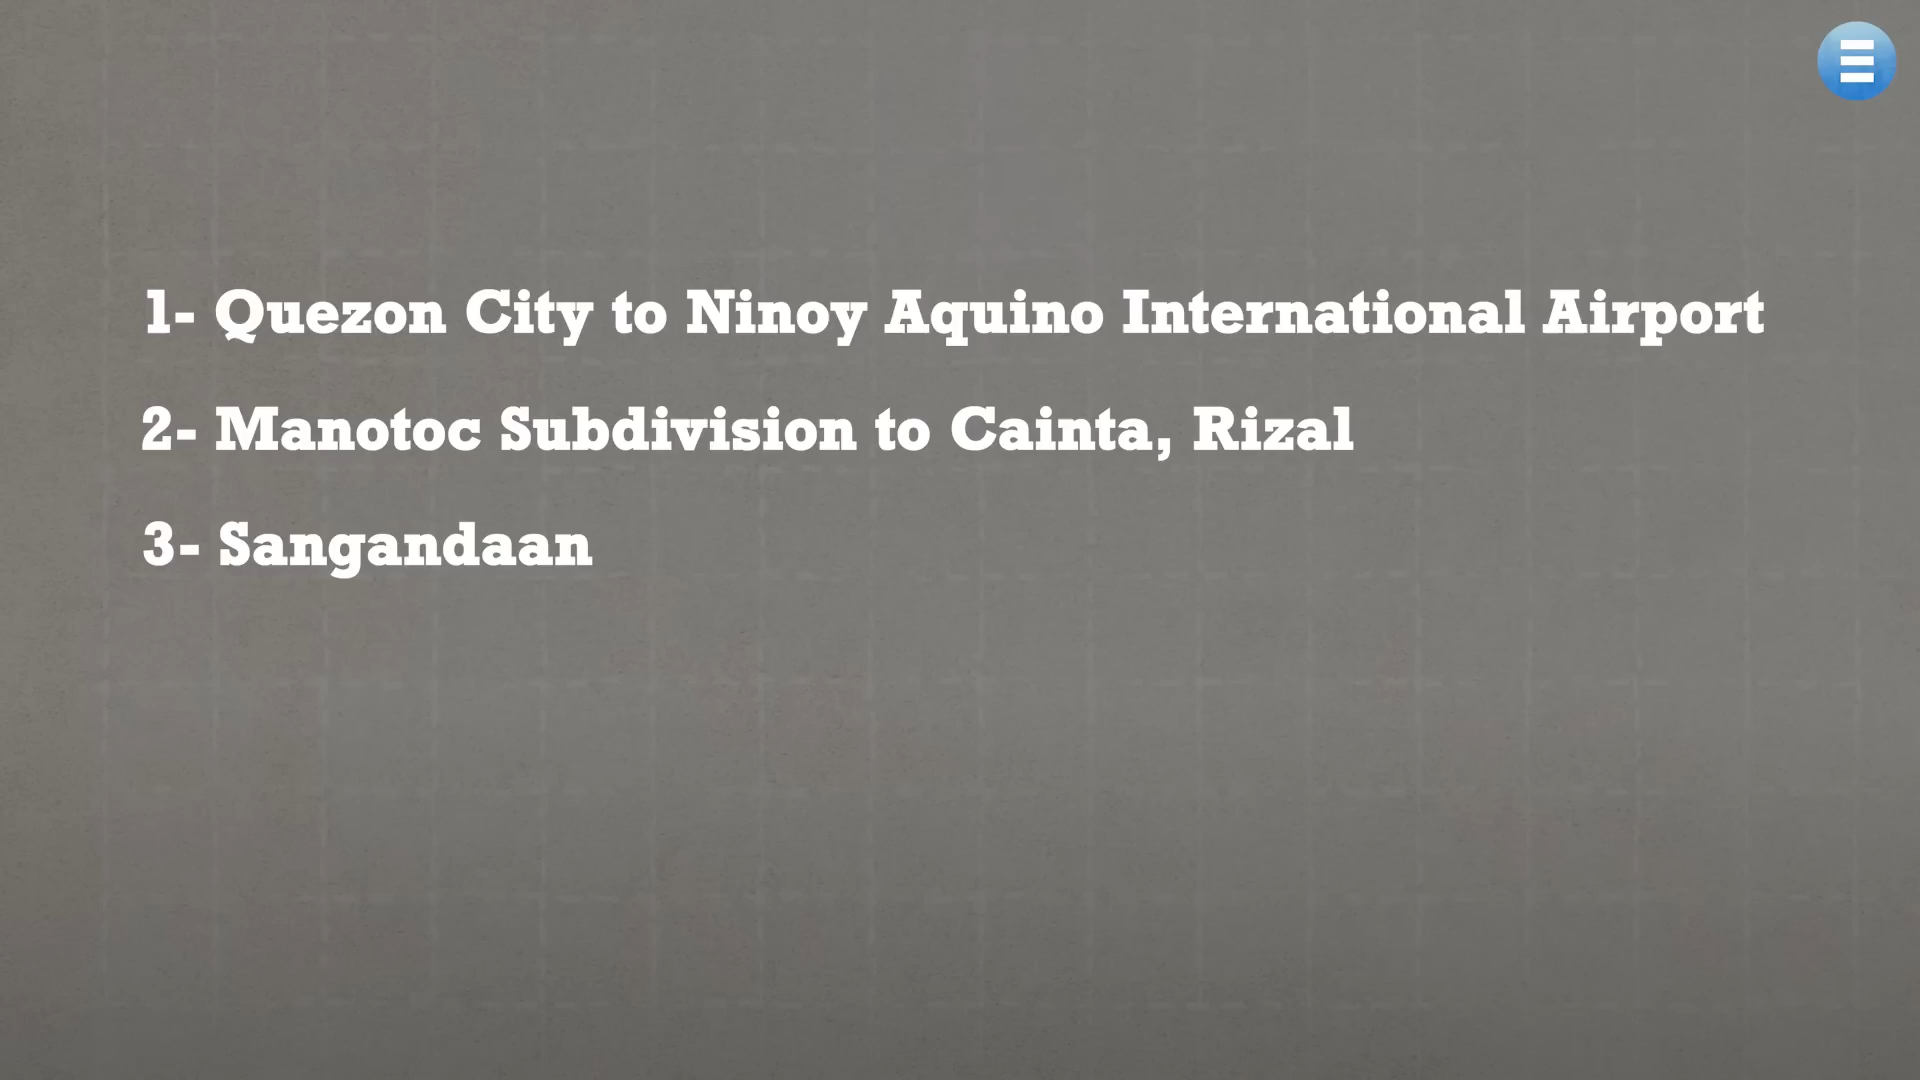 1- Quezon City to Ninoy Aquino International Airport
2- Manotoc Subdivision to Cainta, Rizal
3- Sangandaan